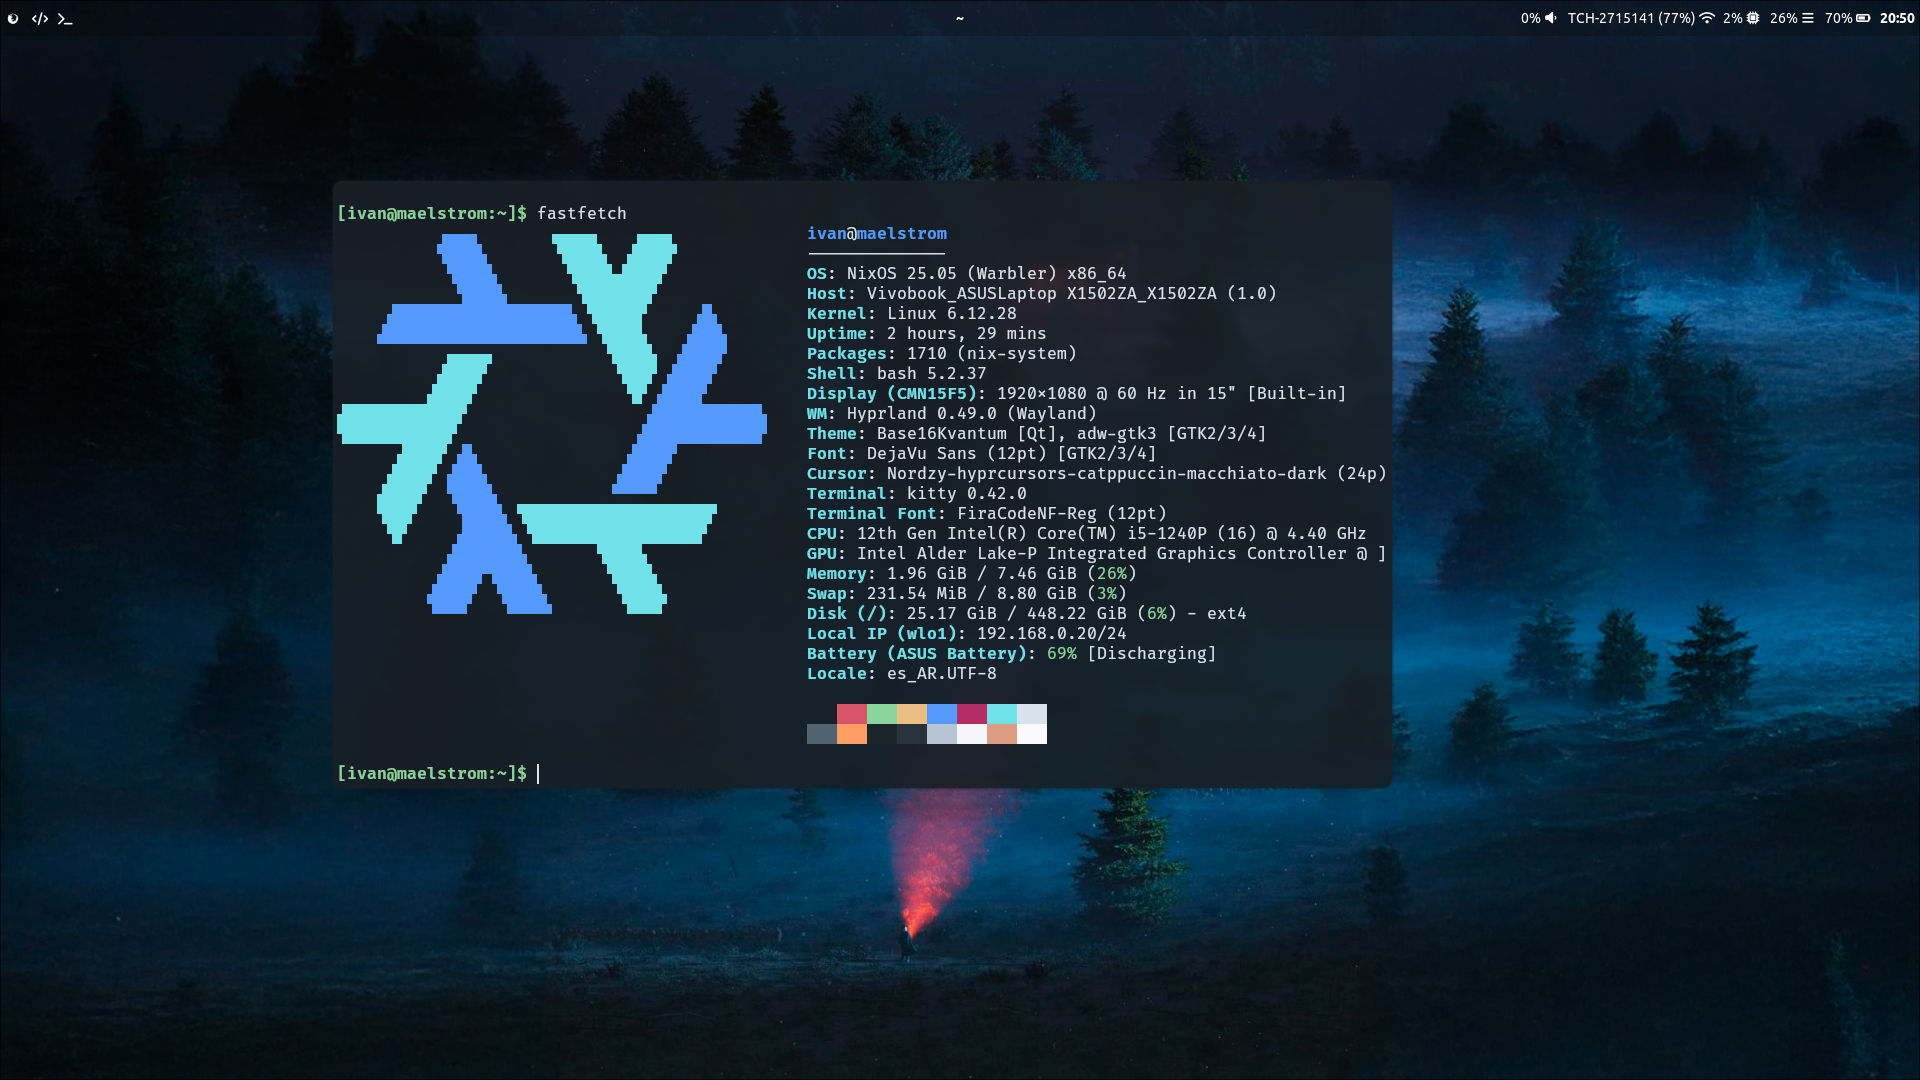 ~
0% TCH-2715141 (77%) 2% 26% 70% 20:50
[ivan@maelstrom:~]$ fastfetch
ivan@maelstrom
OS: NixOS 25.05 (Warbler) x86_64
Host: Vivobook_ASUSLaptop X1502ZA_X1502ZA (1.0)
Kernel: Linux 6.12.28
Uptime: 2 hours, 29 mins
Packages: 1710 (nix-system)
Shell: bash 5.2.37
Display (CMN15F5): 1920×1080 @ 60 Hz in 15" [Built-in]
WM: Hyprland 0.49.0 (Wayland)
Theme: Base16Kvantum [Qt], adw-gtk3 [GTK2/3/4]
Font: DejaVu Sans (12pt) [GTK2/3/4]
Cursor: Nordzy-hyprcursors-catppuccin-macchiato-dark (24p)
Terminal: kitty 0.42.0
Terminal Font: FiraCodeNF-Reg (12pt)
CPU: 12th Gen Intel(R) Core(TM) i5-1240P (16) @ 4.40 GHz
GPU: Intel Alder Lake-P Integrated Graphics Controller @ ]
Memory: 1.96 GiB / 7.46 GiB (26%)
Swap: 231.54 MiB / 8.80 GiB (3%)
Disk (/): 25.17 GiB / 448.22 GiB (6%) - ext4
Local IP (wlo1): 192.168.0.20/24
Battery (ASUS Battery): 69% [Discharging]
Locale: es_AR.UTF-8
[ivan@maelstrom:~]$